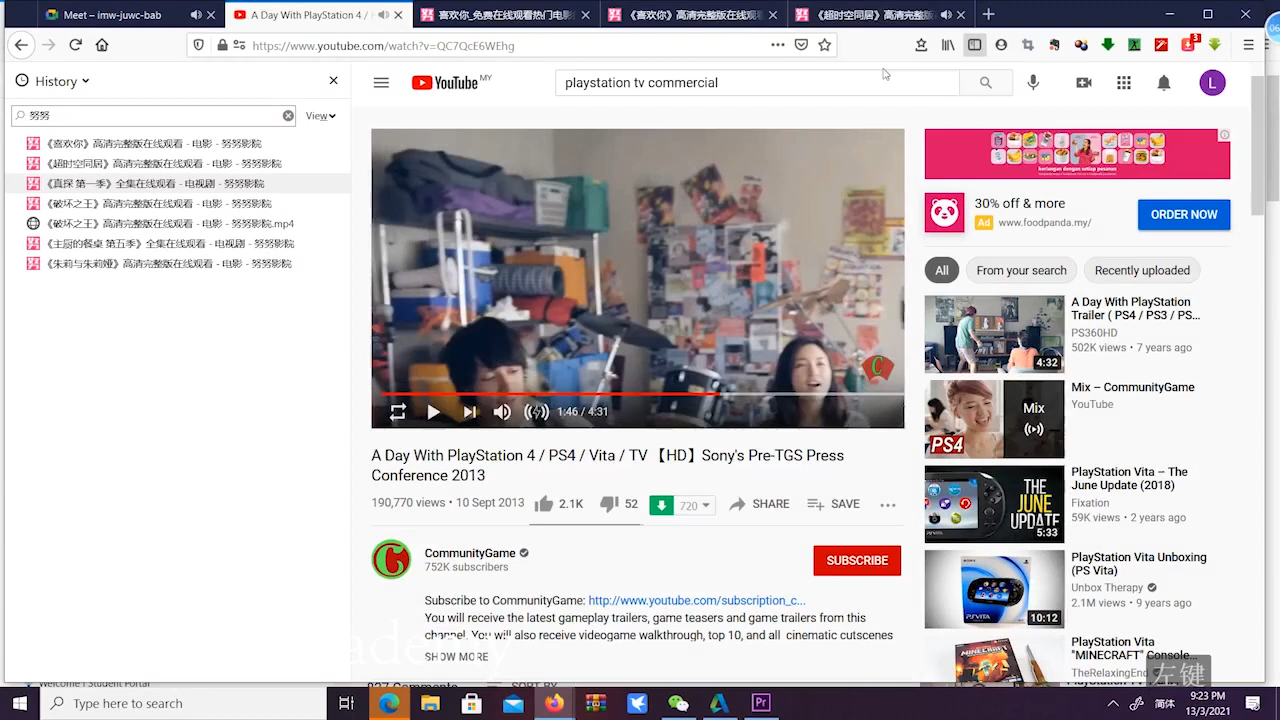 Meet – imw-juwc-bab
A Day With PlayStation 4 /
喜欢你_免费在线观看热门电影
《喜欢你》高清完整版在线观看
《超时空同居》高清完整版
06
https://www.youtube.com/watch?v=QC7QcE6WEhg
History
努努
View
《喜欢你》高清完整版在线观看 - 电影 - 努努影院
《超时空同居》高清完整版在线观看 - 电影 - 努努影院
《真探 第一季》全集在线观看 - 电视剧 - 努努影院
《破坏之王》高清完整版在线观看 - 电影 - 努努影院
《破坏之王》高清完整版在线观看 - 电影 - 努努影院.mp4
《主厨的餐桌 第五季》全集在线观看 - 电视剧 - 努努影院
《朱莉与朱莉娅》高清完整版在线观看 - 电影 - 努努影院
YouTube MY
playstation tv commercial
L
1:46 / 4:31
A Day With PlayStation 4 / PS4 / Vita / TV 【HD】Sony's Pre-TGS Press
Conference 2013
190,770 views • 10 Sept 2013
2.1K
52
720
SHARE
SAVE
CommunityGame
752K subscribers
SUBSCRIBE
Subscribe to CommunityGame: http://www.youtube.com/subscription_c...
You will receive the latest gameplay trailers, game teasers and game trailers from this
channel. You will also receive videogame walkthrough, top 10, and all cinematic cutscenes
SHOW MORE
30% off & more
Ad www.foodpanda.my/
ORDER NOW
All
From your search
Recently uploaded
A Day With PlayStation
Trailer ( PS4 / PS3 / PS...
PS360HD
502K views • 7 years ago
4:32
Mix – CommunityGame
YouTube
Mix
PS4
PlayStation Vita – The
June Update (2018)
Fixation
59K views • 2 years ago
THE
JUNE
UPDATE
5:33
PlayStation Vita Unboxing
(PS Vita)
Unbox Therapy
2.1M views • 9 years ago
10:12
PlayStation Vita
"MINECRAFT" Console...
TheRelaxingEnd
MINECRAFT
左键
ademy
Welcome | Student Portal
SORT BY
Type here to search
简体
9:23 PM
13/3/2021